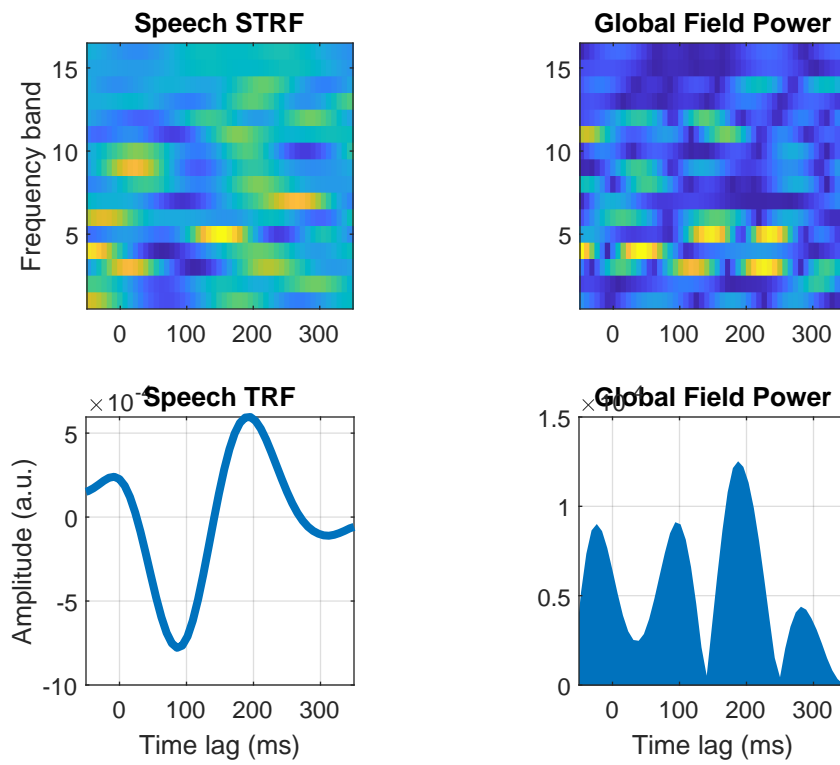 Speech STRF
Frequency band
15
10
5
0 100 200 300
Global Field Power
15
10
5
0 100 200 300
Speech TRF
× 10⁻⁴
Amplitude (a.u.)
5
0
-5
-10
0 100 200 300
Time lag (ms)
Global Field Power
1.5
1
0.5
0
0 100 200 300
Time lag (ms)